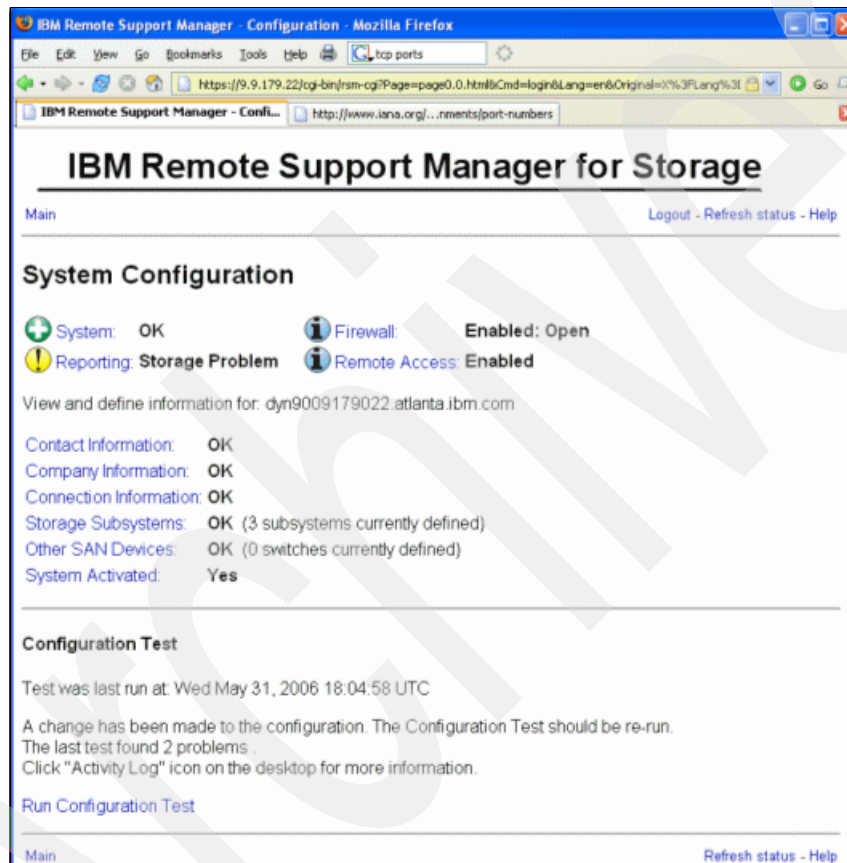 IBM Remote Support Manager - Configuration - Mozilla Firefox
File Edit View Go Bookmarks Tools Help tcp ports
https://9.9.179.22/cgi-bin/rsm-cgi?Page=page0.0.html&Cmd=login&Lang=en&Original=X%3FLang%3 Go
IBM Remote Support Manager - Confi... http://www.iana.org/...nments/port-numbers
IBM Remote Support Manager for Storage
Main Logout - Refresh status - Help
System Configuration
System: OK Firewall: Enabled: Open
Reporting: Storage Problem Remote Access: Enabled
View and define information for: dyn9009179022.atlanta.ibm.com
Contact Information: OK
Company Information: OK
Connection Information: OK
Storage Subsystems: OK (3 subsystems currently defined)
Other SAN Devices: OK (0 switches currently defined)
System Activated: Yes
Configuration Test
Test was last run at: Wed May 31, 2006 18:04:58 UTC
A change has been made to the configuration. The Configuration Test should be re-run.
The last test found 2 problems .
Click "Activity Log" icon on the desktop for more information.
Run Configuration Test
Main Refresh status - Help